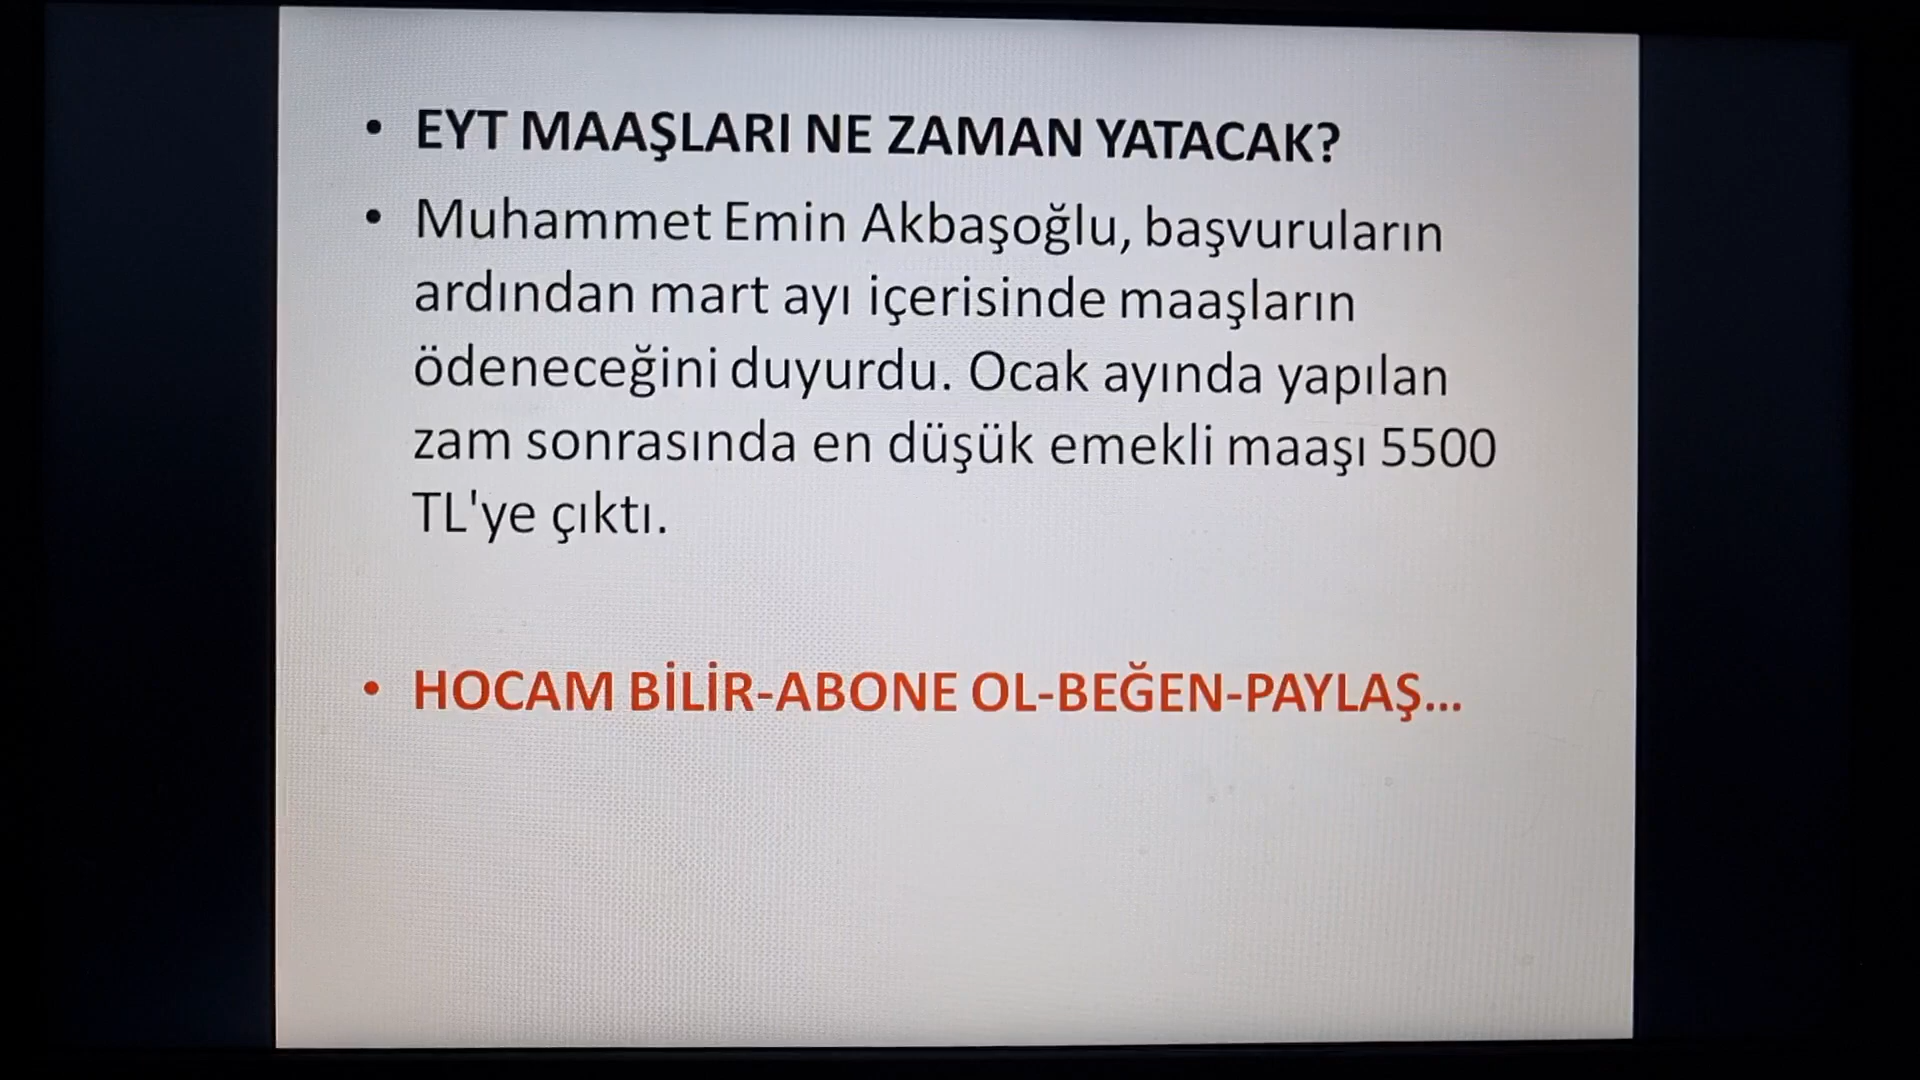 • EYT MAAŞLARI NE ZAMAN YATACAK?
• Muhammet Emin Akbaşoğlu, başvuruların
ardından mart ayı içerisinde maaşların
ödeneceğini duyurdu. Ocak ayında yapılan
zam sonrasında en düşük emekli maaşı 5500
TL'ye çıktı.
• HOCAM BİLİR-ABONE OL-BEĞEN-PAYLAŞ...